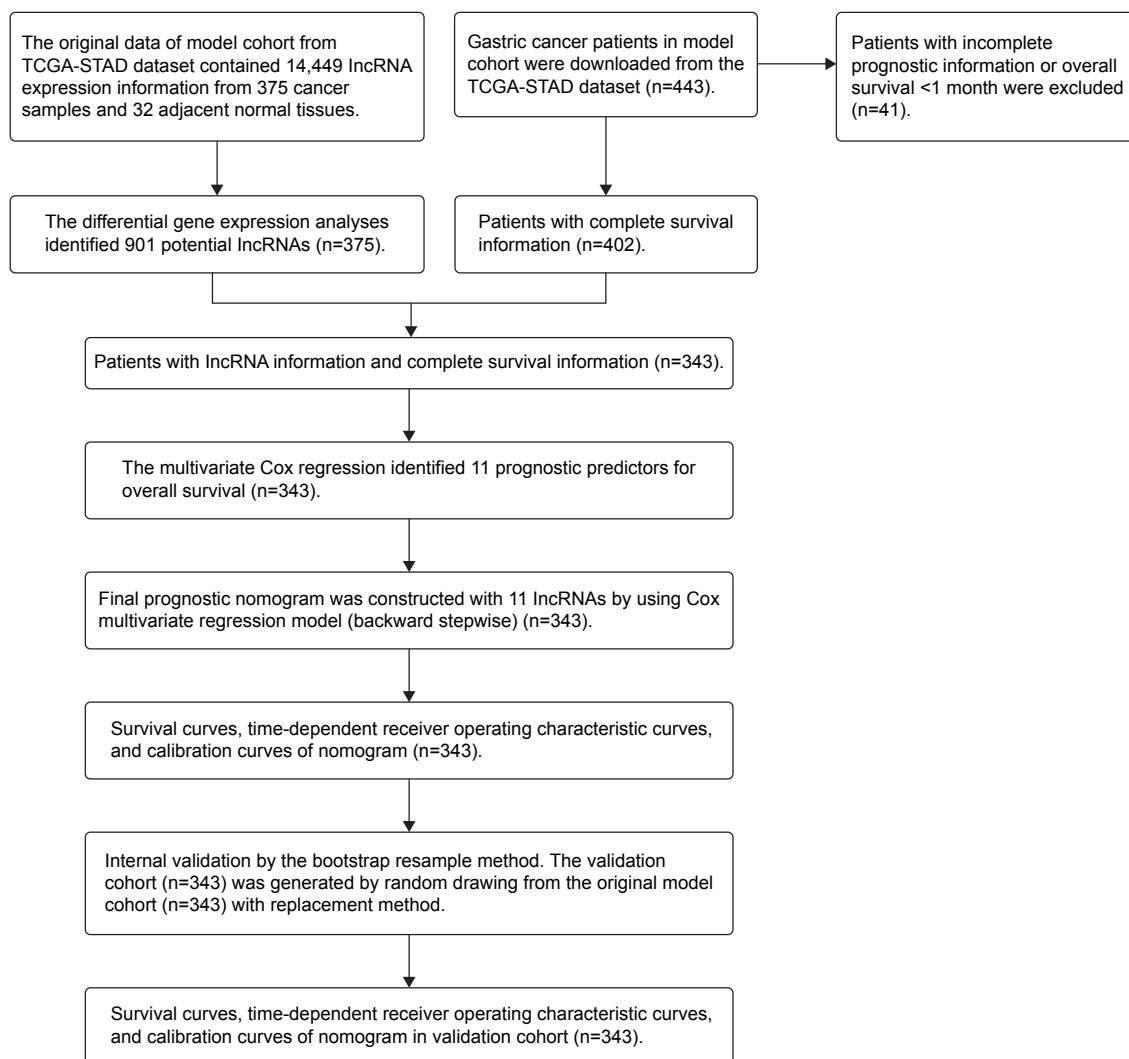 The original data of model cohort from
TCGA-STAD dataset contained 14,449 lncRNA
expression information from 375 cancer
samples and 32 adjacent normal tissues.
Gastric cancer patients in model
cohort were downloaded from the
TCGA-STAD dataset (n=443).
Patients with incomplete
prognostic information or overall
survival <1 month were excluded
(n=41).
The differential gene expression analyses
identified 901 potential lncRNAs (n=375).
Patients with complete survival
information (n=402).
Patients with lncRNA information and complete survival information (n=343).
The multivariate Cox regression identified 11 prognostic predictors for
overall survival (n=343).
Final prognostic nomogram was constructed with 11 lncRNAs by using Cox
multivariate regression model (backward stepwise) (n=343).
Survival curves, time-dependent receiver operating characteristic curves,
and calibration curves of nomogram (n=343).
Internal validation by the bootstrap resample method. The validation
cohort (n=343) was generated by random drawing from the original model
cohort (n=343) with replacement method.
Survival curves, time-dependent receiver operating characteristic curves,
and calibration curves of nomogram in validation cohort (n=343).